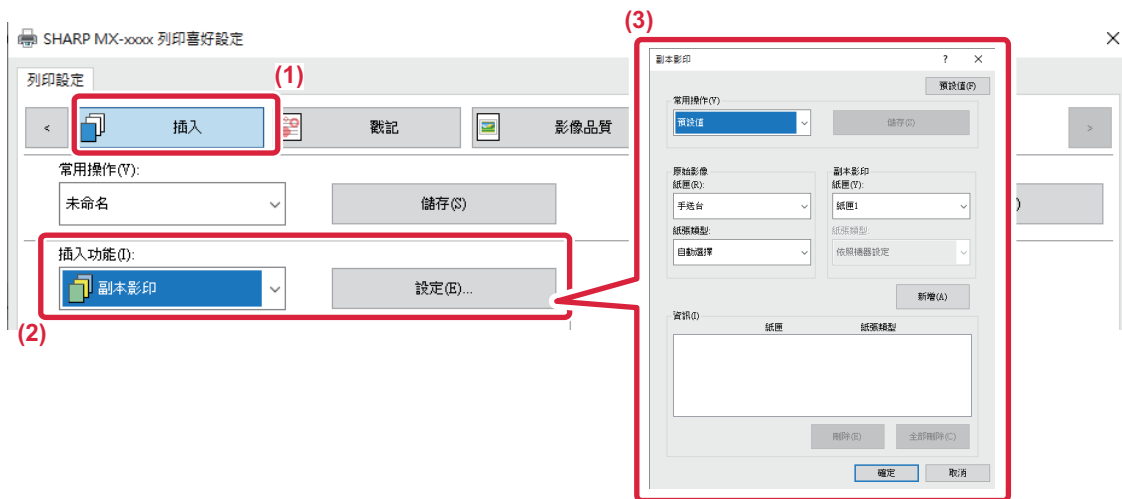 (3)
SHARP MX-xxxx 列印喜好設定
列印設定
(1)
插入
戳記
影像品質
常用操作(V):
未命名
儲存(S)
插入功能(I):
副本影印
設定(E)...
(2)
副本影印
預設值(F)
常用操作(V)
預設值
儲存(S)
原始影像
紙匣(R):
手送台
紙張類型:
自動選擇
副本影印
紙匣(Y):
紙匣1
紙張類型:
依照機器設定
新增(A)
資訊(I)
紙匣 紙張類型
刪除(E)
全部刪除(C)
確定
取消